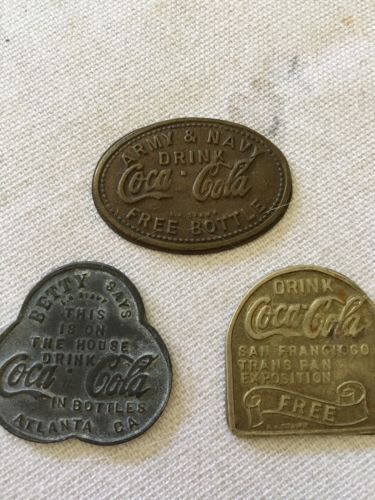 ARMY & NAVY
DRINK
Coca-Cola
FREE BOTTLE
BETTY SAYS
THIS
IS ON
THE HOUSE
DRINK
Coca-Cola
IN BOTTLES
ATLANTA GA
DRINK
Coca-Cola
SAN FRANCISCO
TRANS PAN
EXPOSITION
FREE